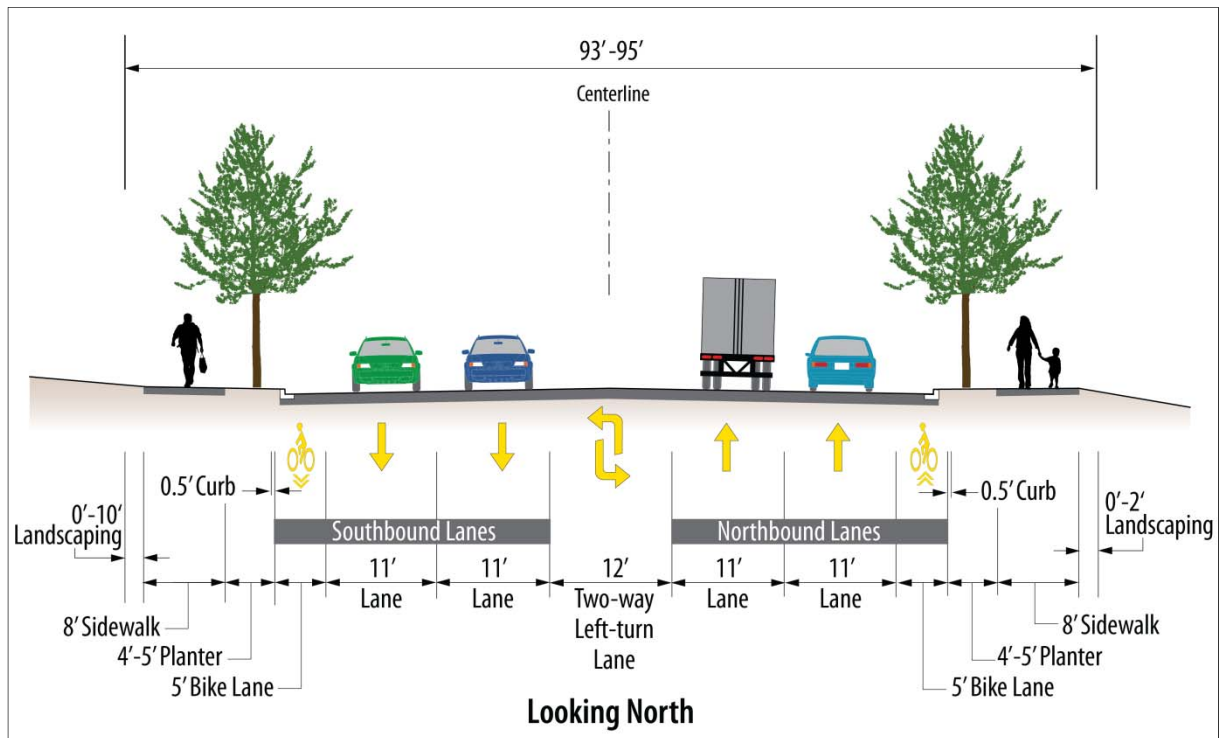 93’-95’
Centerline
0.5’ Curb
0.5’ Curb
0’-10‘
Landscaping
0’-2‘
Landscaping
Southbound Lanes
Northbound Lanes
11’
Lane
11’
Lane
12’
Two-way
Left-turn
Lane
11’
Lane
11’
Lane
8’ Sidewalk
8’ Sidewalk
4’-5’ Planter
4’-5’ Planter
5’ Bike Lane
5’ Bike Lane
Looking North